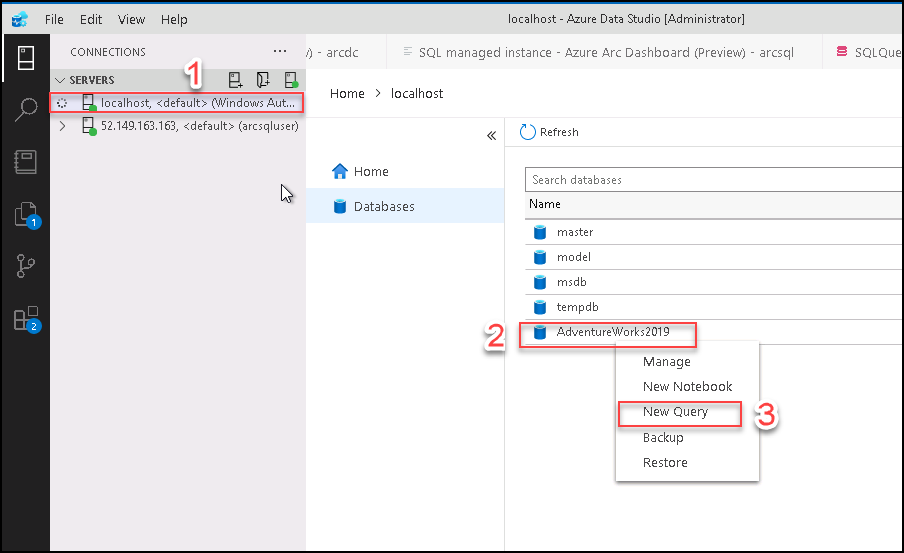 File Edit View Help
localhost - Azure Data Studio [Administrator]
CONNECTIONS ...
y) - arcdc
SQL managed instance - Azure Arc Dashboard (Preview) - arcsql
SQLQue
1
SERVERS
localhost, <default> (Windows Aut...
52.149.163.163, <default> (arcsqluser)
Home > localhost
«
Home
Databases
Refresh
Search databases
Name
master
model
msdb
tempdb
2
AdventureWorks2019
Manage
New Notebook
New Query
3
Backup
Restore
1
2